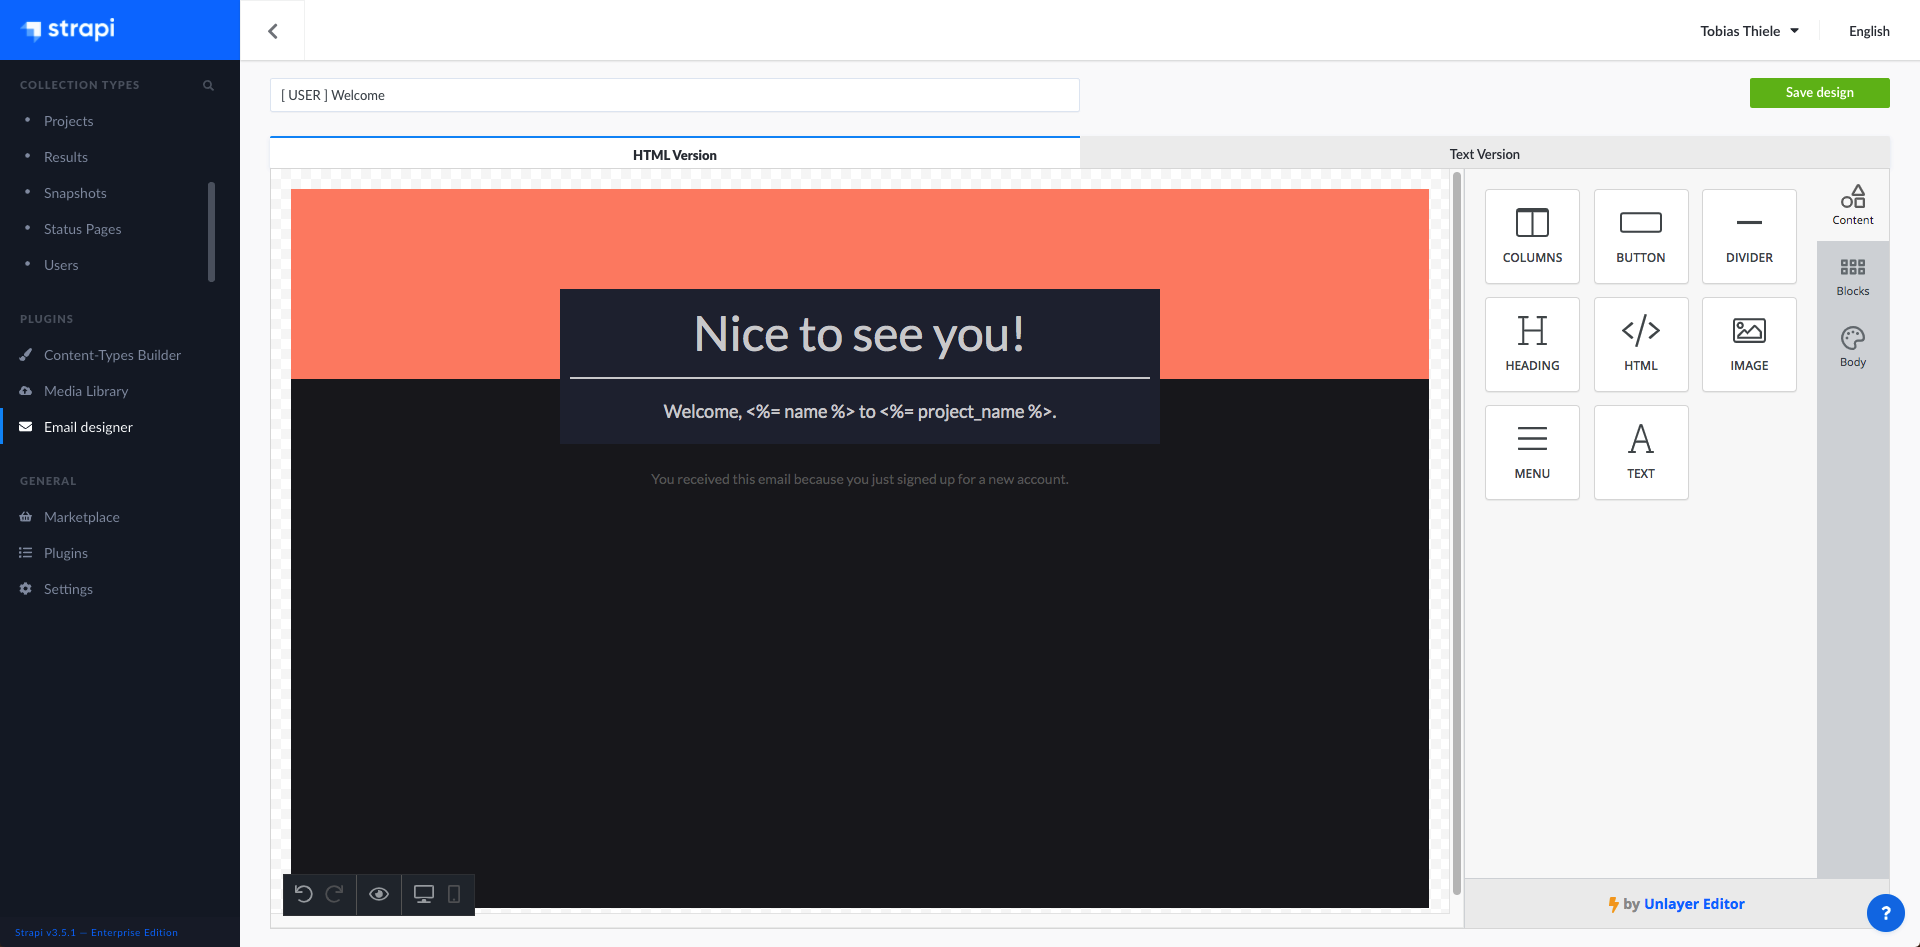 strapi
Tobias Thiele
English
COLLECTION TYPES
Projects
Results
Snapshots
Status Pages
Users
PLUGINS
Content-Types Builder
Media Library
Email designer
GENERAL
Marketplace
Plugins
Settings
Strapi v3.5.1 — Enterprise Edition
[ USER ] Welcome
Save design
HTML Version
Text Version
Nice to see you!
Welcome, <%= name %> to <%= project_name %>.
You received this email because you just signed up for a new account.
COLUMNS
BUTTON
DIVIDER
HEADING
HTML
IMAGE
MENU
TEXT
Content
Blocks
Body
by Unlayer Editor
?